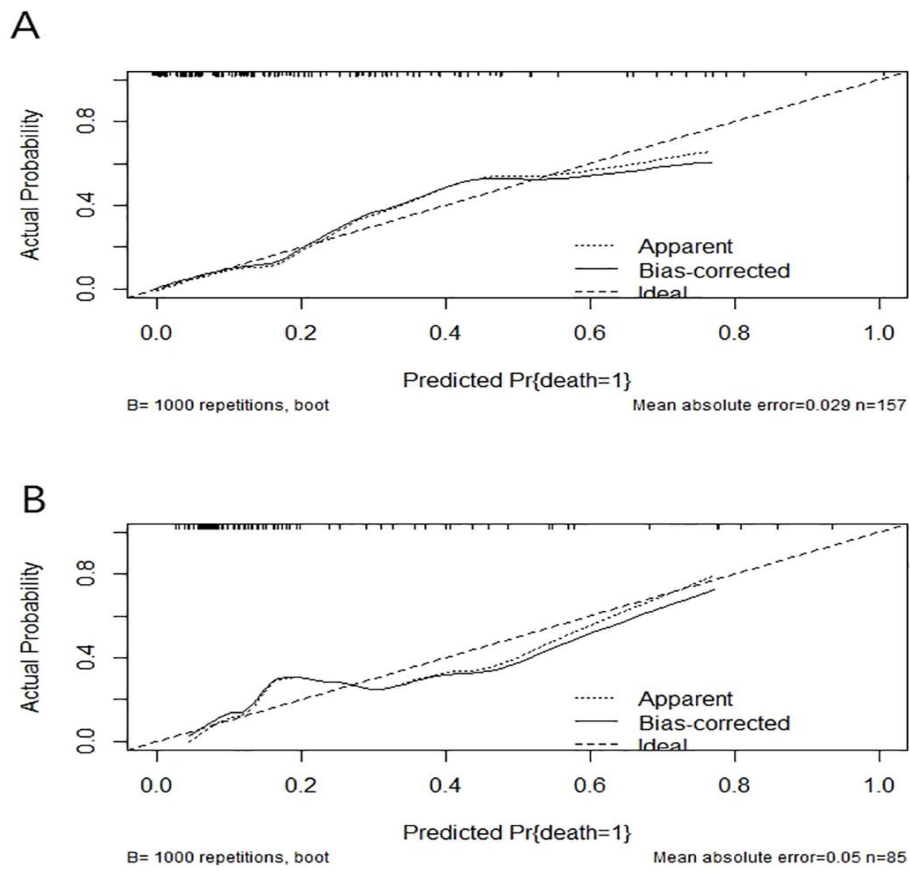 A
Actual Probability
0.8
0.4
0.0
Apparent
Bias-corrected
Ideal
0.0 0.2 0.4 0.6 0.8 1.0
Predicted Pr{death=1}
B= 1000 repetitions, boot Mean absolute error=0.029 n=157
B
Actual Probability
0.8
0.4
0.0
Apparent
Bias-corrected
Ideal
0.0 0.2 0.4 0.6 0.8 1.0
Predicted Pr{death=1}
B= 1000 repetitions, boot Mean absolute error=0.05 n=85